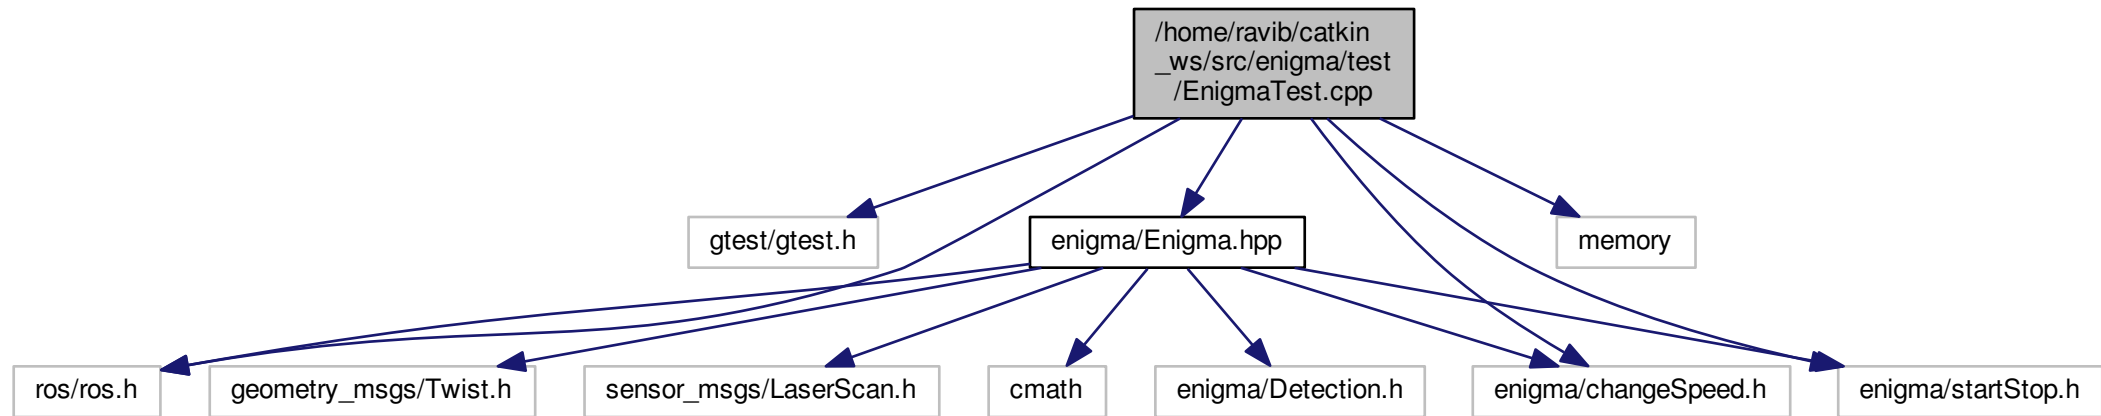 /home/ravib/catkin
_ws/src/enigma/test
/EnigmaTest.cpp
gtest/gtest.h
enigma/Enigma.hpp
memory
ros/ros.h
geometry_msgs/Twist.h
sensor_msgs/LaserScan.h
cmath
enigma/Detection.h
enigma/changeSpeed.h
enigma/startStop.h